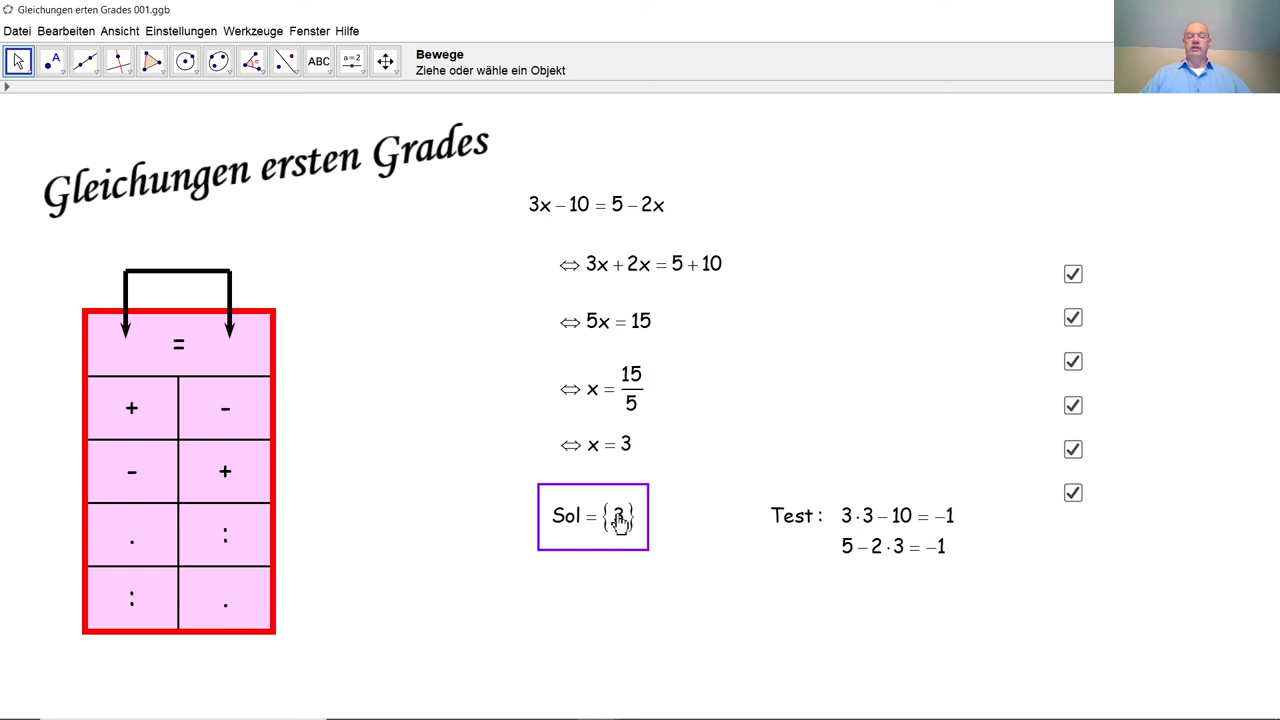 Gleichungen erten Grades 001.ggb
Datei Bearbeiten Ansicht Einstellungen Werkzeuge Fenster Hilfe
A ABC a=2
Bewege
Ziehe oder wähle ein Objekt
Gleichungen ersten Grades
3x – 10 = 5 – 2x
⇔ 3x + 2x = 5 + 10
⇔ 5x = 15
⇔ x = 15/5
⇔ x = 3
Sol = {3}
Test : 3 · 3 – 10 = –1
5 – 2 · 3 = –1
=
+ -
- +
. :
: .